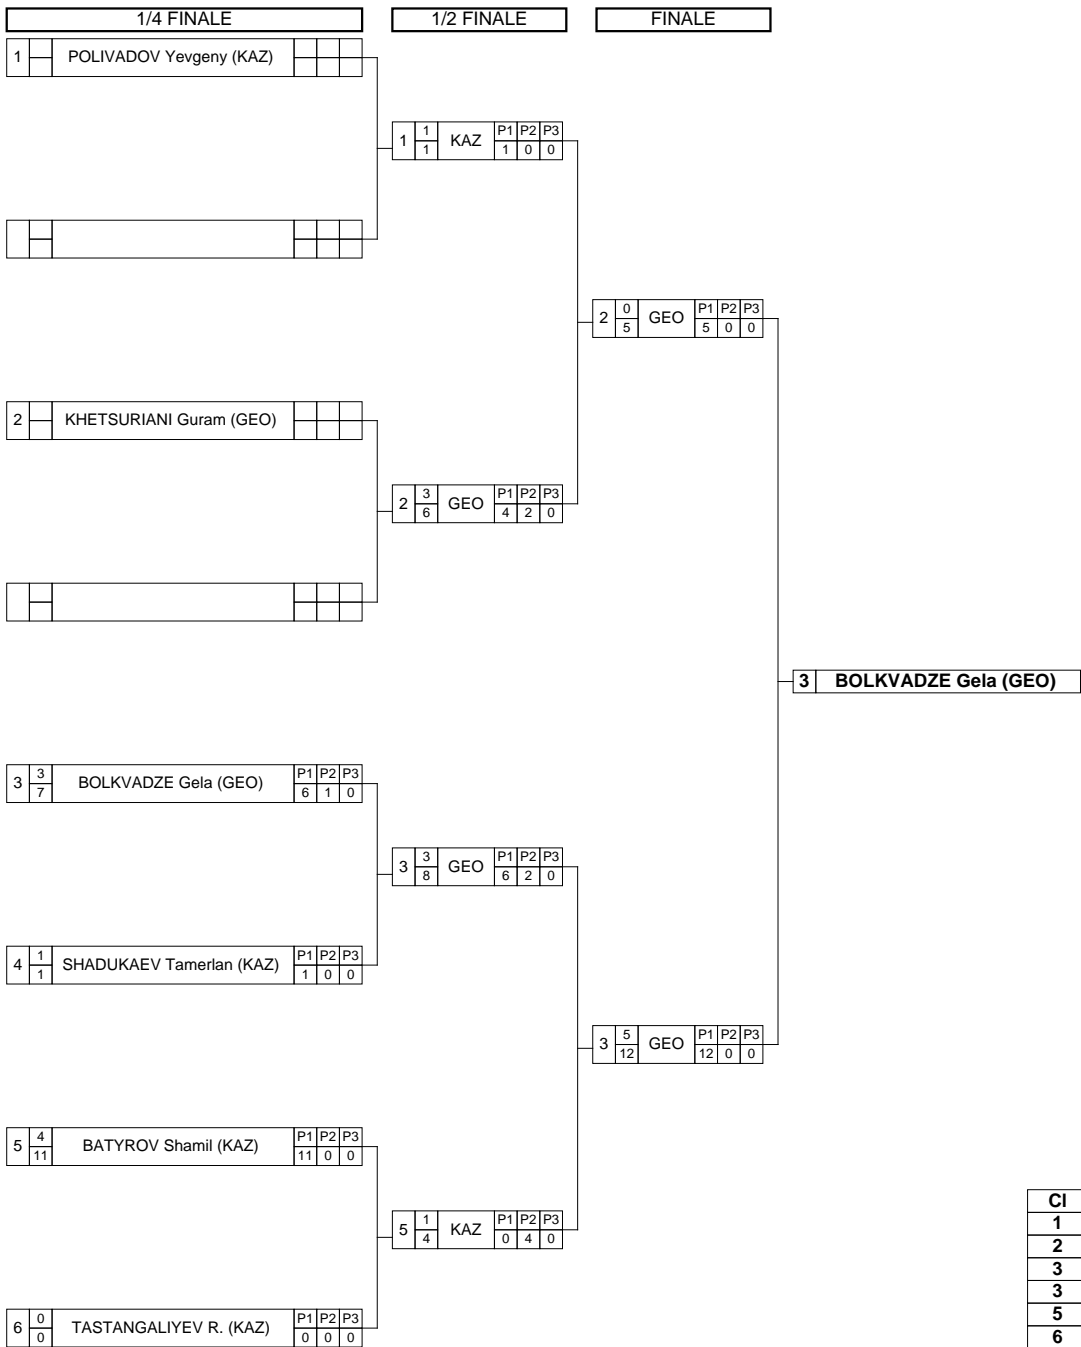 1/4 FINALE 1/2 FINALE FINALE
1 POLIVADOV Yevgeny (KAZ)
1 1 KAZ P1 P2 P3
1 1 0 0
2 0 GEO P1 P2 P3
5 5 0 0
2 KHETSURIANI Guram (GEO)
2 3 GEO P1 P2 P3
6 4 2 0
3 BOLKVADZE Gela (GEO)
3 3 BOLKVADZE Gela (GEO) P1 P2 P3
7 6 1 0
3 3 GEO P1 P2 P3
8 6 2 0
4 1 SHADUKAEV Tamerlan (KAZ) P1 P2 P3
1 1 0 0
3 5 GEO P1 P2 P3
12 12 0 0
5 4 BATYROV Shamil (KAZ) P1 P2 P3
11 11 0 0
5 1 KAZ P1 P2 P3
4 0 4 0
6 0 TASTANGALIYEV R. (KAZ) P1 P2 P3
0 0 0 0
Cl
1
2
3
3
5
6